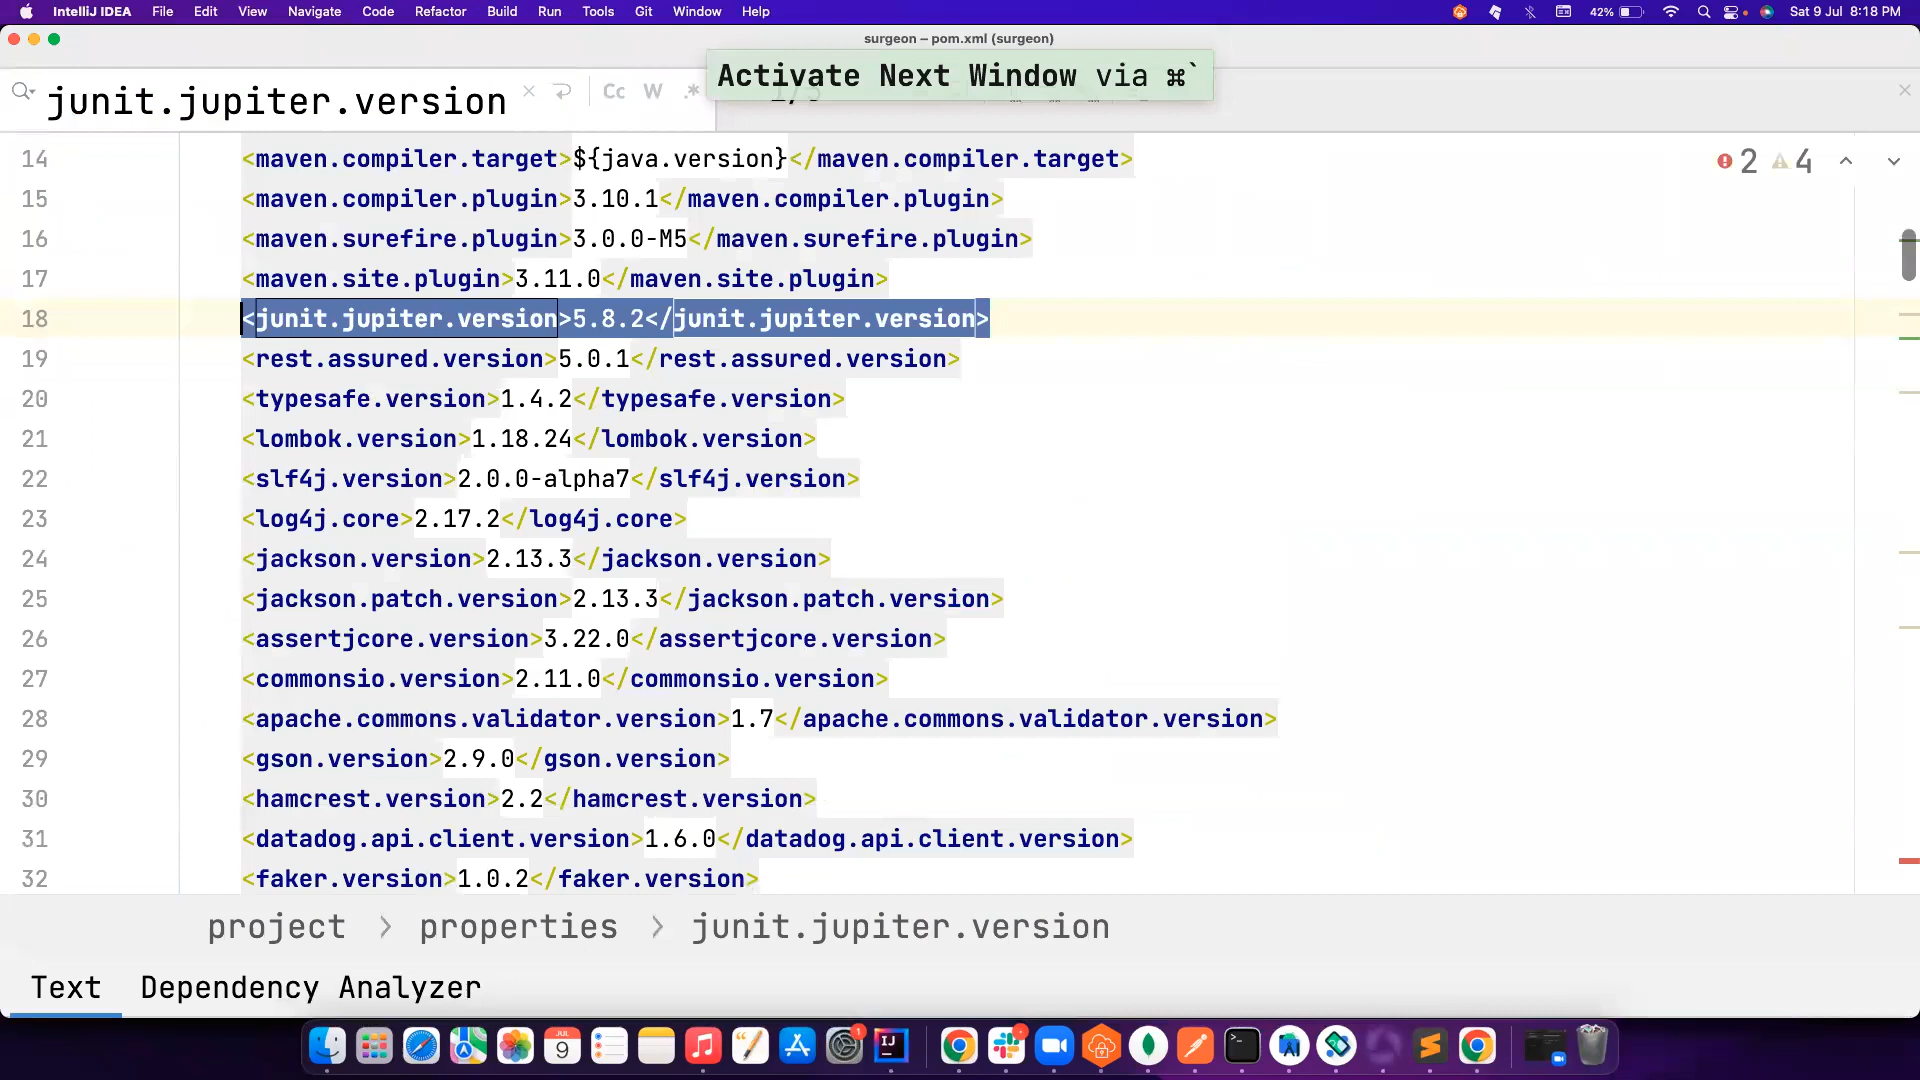 IntelliJ IDEA File Edit View Navigate Code Refactor Build Run Tools Git Window Help 42% Sat 9 Jul 8:18 PM
surgeon – pom.xml (surgeon)
Activate Next Window via ⌘`
junit.jupiter.version × Cc W .*
14 <maven.compiler.target>${java.version}</maven.compiler.target>
2 4
15 <maven.compiler.plugin>3.10.1</maven.compiler.plugin>
16 <maven.surefire.plugin>3.0.0-M5</maven.surefire.plugin>
17 <maven.site.plugin>3.11.0</maven.site.plugin>
18 <junit.jupiter.version>5.8.2</junit.jupiter.version>
19 <rest.assured.version>5.0.1</rest.assured.version>
20 <typesafe.version>1.4.2</typesafe.version>
21 <lombok.version>1.18.24</lombok.version>
22 <slf4j.version>2.0.0-alpha7</slf4j.version>
23 <log4j.core>2.17.2</log4j.core>
24 <jackson.version>2.13.3</jackson.version>
25 <jackson.patch.version>2.13.3</jackson.patch.version>
26 <assertjcore.version>3.22.0</assertjcore.version>
27 <commonsio.version>2.11.0</commonsio.version>
28 <apache.commons.validator.version>1.7</apache.commons.validator.version>
29 <gson.version>2.9.0</gson.version>
30 <hamcrest.version>2.2</hamcrest.version>
31 <datadog.api.client.version>1.6.0</datadog.api.client.version>
32 <faker.version>1.0.2</faker.version>
project > properties > junit.jupiter.version
Text Dependency Analyzer
JUL
9
1
IJ